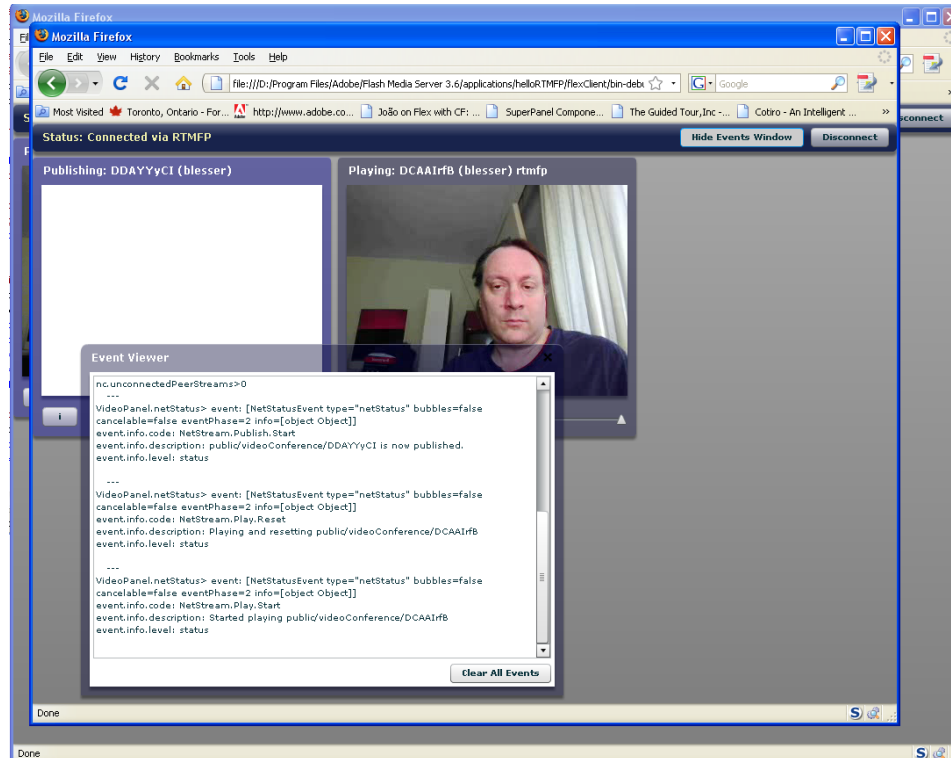 Mozilla Firefox
Mozilla Firefox
File Edit View History Bookmarks Tools Help
file:///D:/Program Files/Adobe/Flash Media Server 3.6/applications/helloRTMFP/flexClient/bin-debu
Google
Most Visited Toronto, Ontario - For... http://www.adobe.co... João on Flex with CF: ... SuperPanel Compone... The Guided Tour,Inc -... Cotiro - An Intelligent ... »
Status: Connected via RTMFP
Hide Events Window Disconnect
Publishing: DDAYYyCI (blesser) Playing: DCAAIrfB (blesser) rtmfp
Event Viewer
nc.unconnectedPeerStreams>0
---
VideoPanel.netStatus> event: [NetStatusEvent type="netStatus" bubbles=false
cancelable=false eventPhase=2 info=[object Object]]
event.info.code: NetStream.Publish.Start
event.info.description: public/videoConference/DDAYYyCI is now published.
event.info.level: status
---
VideoPanel.netStatus> event: [NetStatusEvent type="netStatus" bubbles=false
cancelable=false eventPhase=2 info=[object Object]]
event.info.code: NetStream.Play.Reset
event.info.description: Playing and resetting public/videoConference/DCAAIrfB
event.info.level: status
---
VideoPanel.netStatus> event: [NetStatusEvent type="netStatus" bubbles=false
cancelable=false eventPhase=2 info=[object Object]]
event.info.code: NetStream.Play.Start
event.info.description: Started playing public/videoConference/DCAAIrfB
event.info.level: status
i
Clear All Events
Done
Done